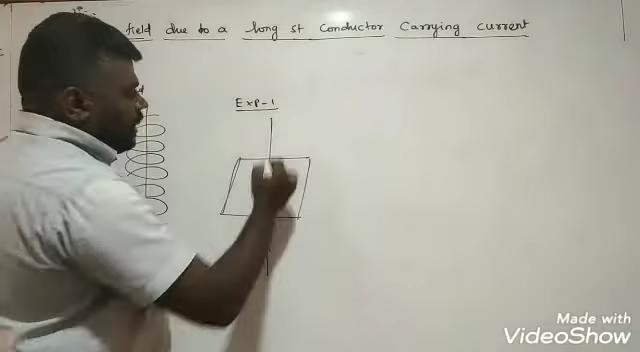 field due to a long st Conductor Carrying current
Exp-1
Made with
VideoShow